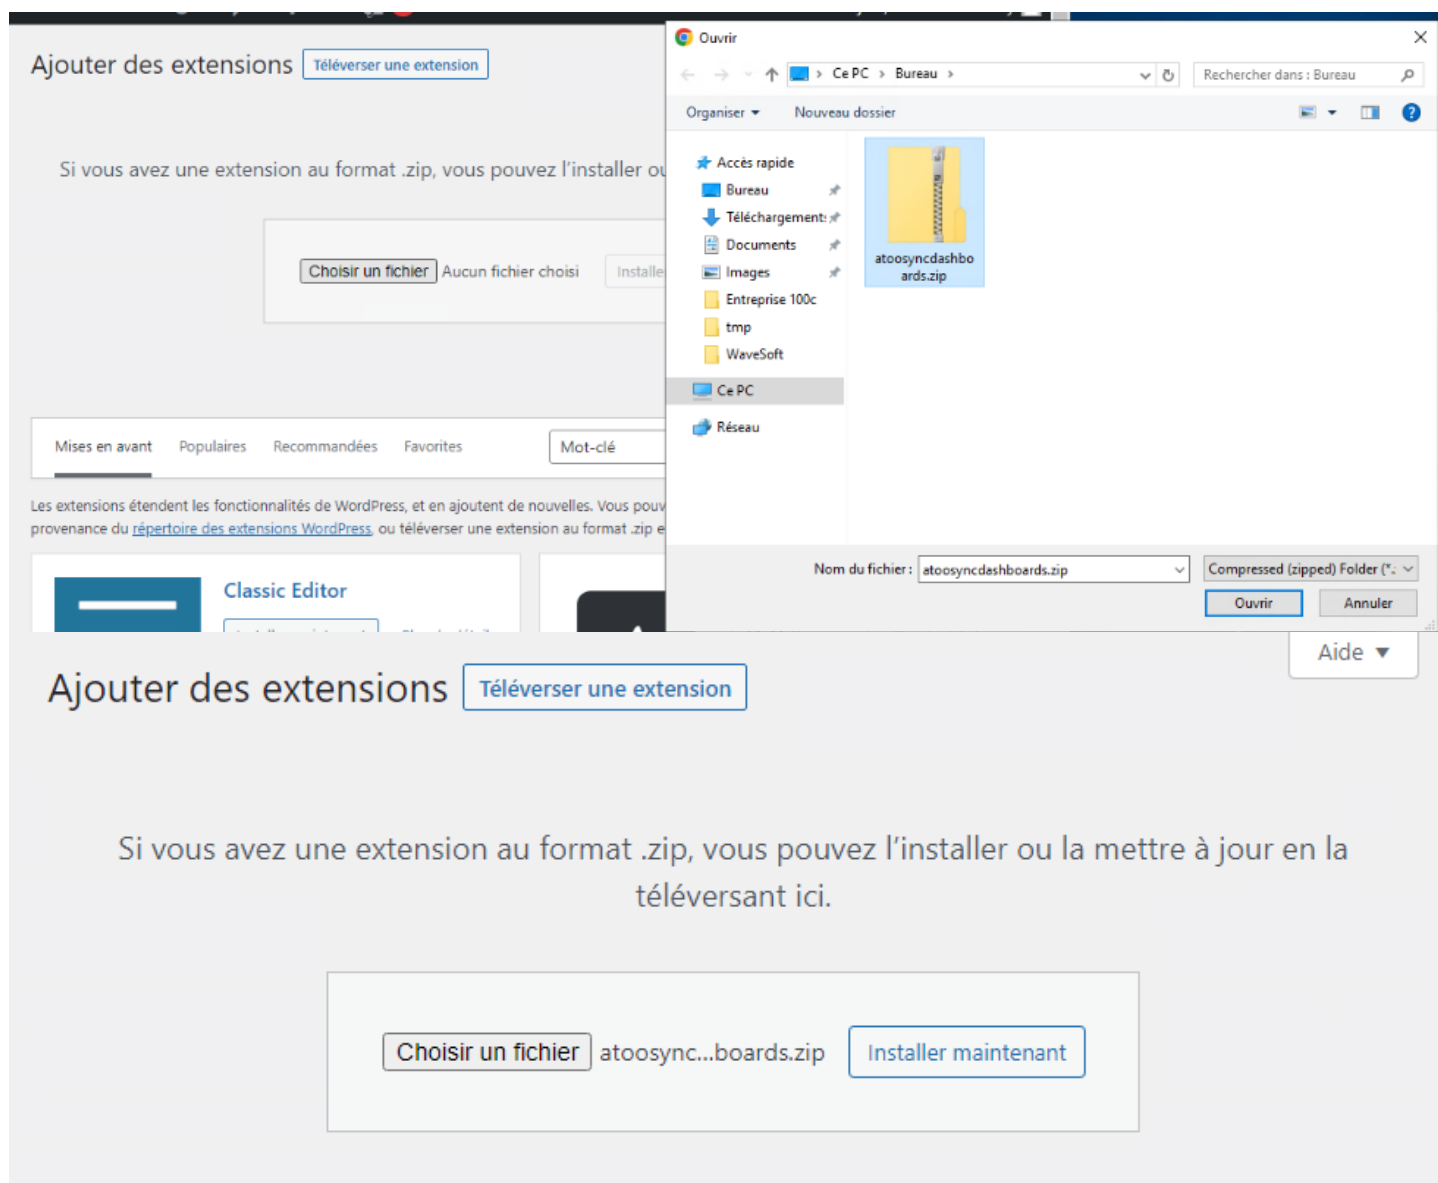 Ajouter des extensions Téléverser une extension
Si vous avez une extension au format .zip, vous pouvez l'installer ou
Choisir un fichier Aucun fichier choisi Installe
Mises en avant Populaires Recommandées Favorites Mot-clé
Les extensions étendent les fonctionnalités de WordPress, et en ajoutent de nouvelles. Vous pouv
provenance du répertoire des extensions WordPress, ou téléverser une extension au format .zip e
Classic Editor
Ouvrir
Ce PC > Bureau >
Rechercher dans : Bureau
Organiser Nouveau dossier
Accès rapide
Bureau
Téléchargement:
Documents
Images
Entreprise 100c
tmp
WaveSoft
Ce PC
Réseau
atoosyncdashbo
ards.zip
Nom du fichier : atoosyncdashboards.zip Compressed (zipped) Folder (*.
Ouvrir Annuler
Aide
Ajouter des extensions Téléverser une extension
Si vous avez une extension au format .zip, vous pouvez l'installer ou la mettre à jour en la
téléversant ici.
Choisir un fichier atoosync...boards.zip Installer maintenant